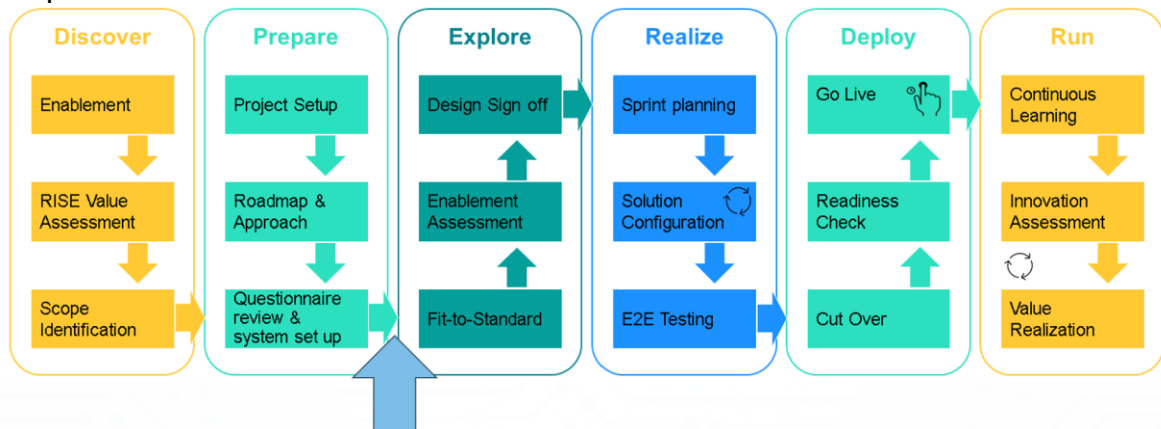 Discover
Enablement
RISE Value
Assessment
Scope
Identification
Prepare
Project Setup
Roadmap &
Approach
Questionnaire
review &
system set up
Explore
Design Sign off
Enablement
Assessment
Fit-to-Standard
Realize
Sprint planning
Solution
Configuration
E2E Testing
Deploy
Go Live
Readiness
Check
Cut Over
Run
Continuous
Learning
Innovation
Assessment
Value
Realization